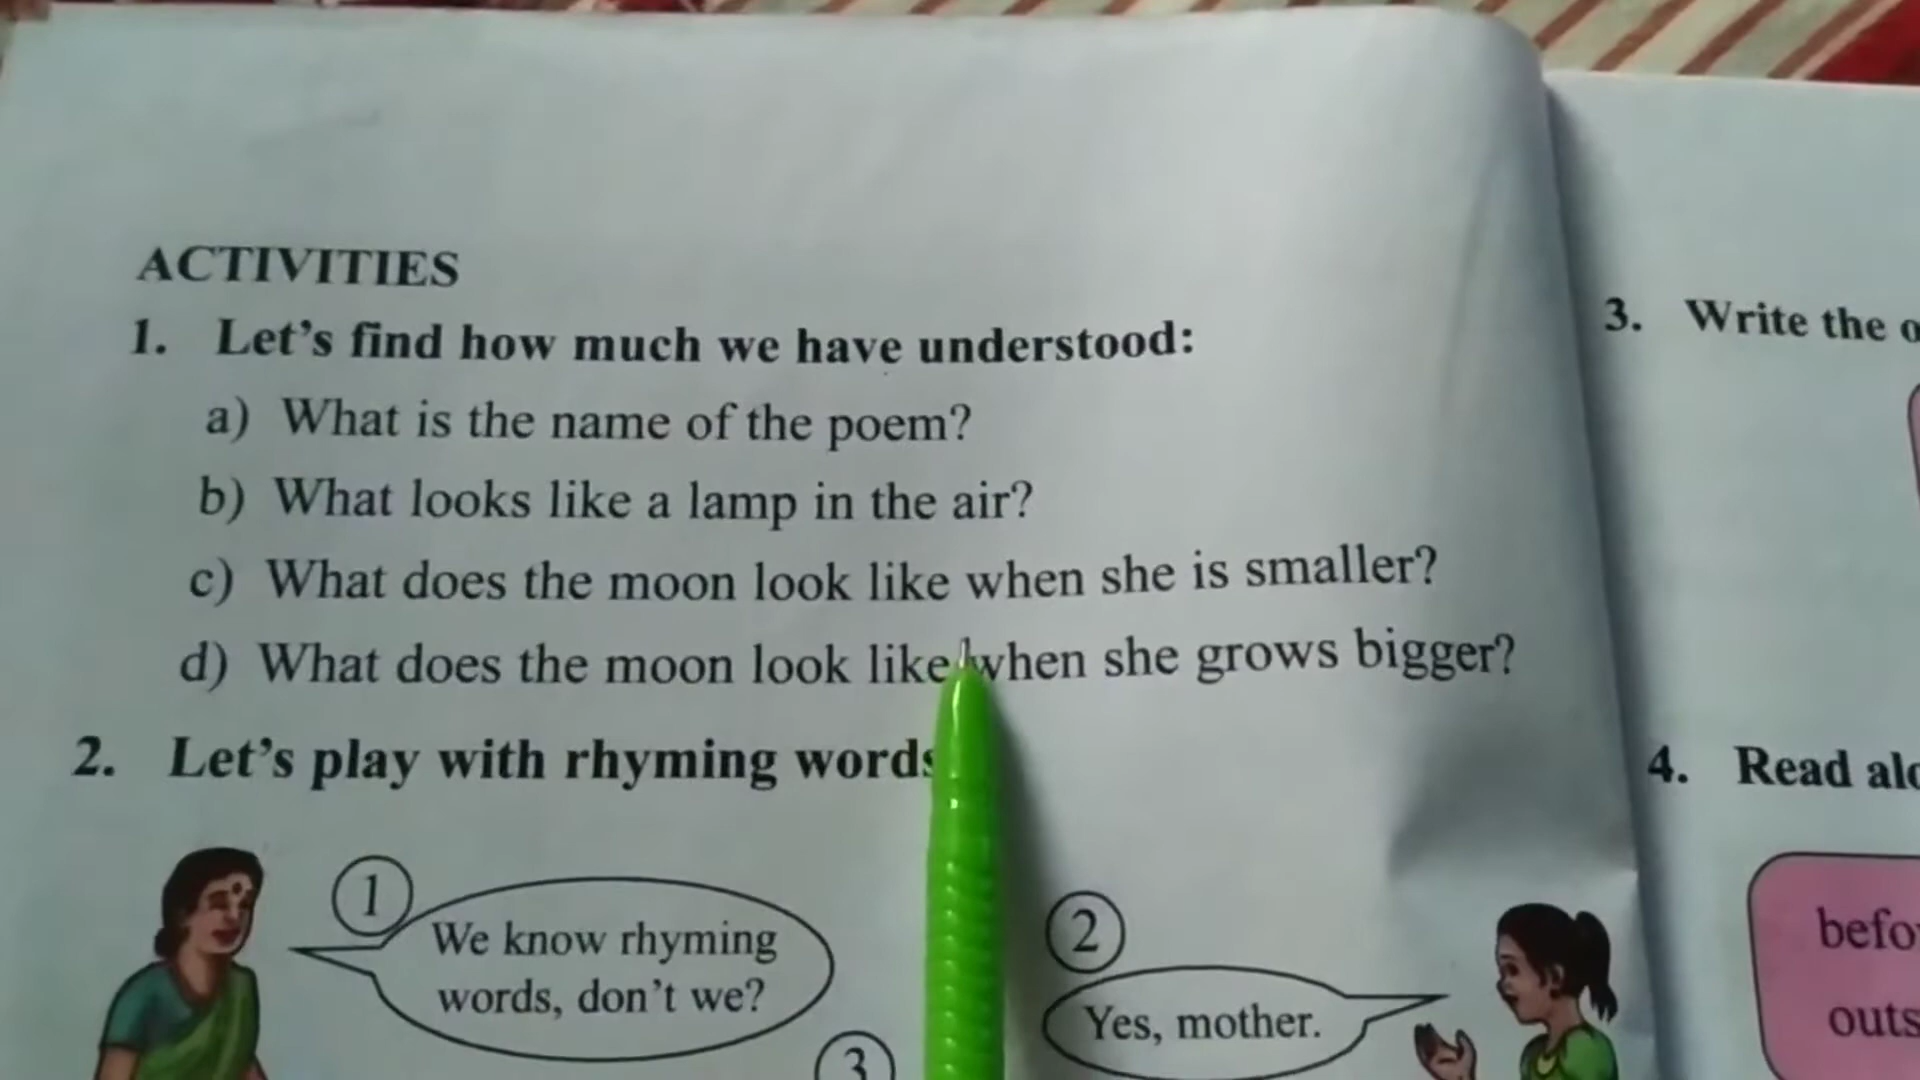 ACTIVITIES
1. Let's find how much we have understood:
a) What is the name of the poem?
b) What looks like a lamp in the air?
c) What does the moon look like when she is smaller?
d) What does the moon look like when she grows bigger?
2. Let's play with rhyming words
1
We know rhyming
words, don't we?
2
Yes, mother.
3
3. Write the
4. Read